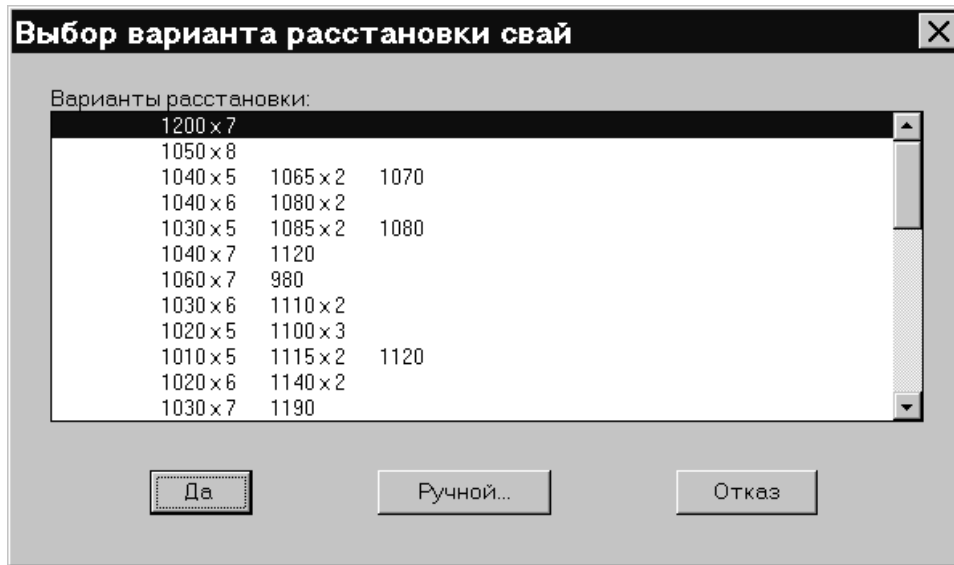 Выбор варианта расстановки свай
Варианты расстановки:
1200 x 7
1050 x 8
1040 x 5 1065 x 2 1070
1040 x 6 1080 x 2
1030 x 5 1085 x 2 1080
1040 x 7 1120
1060 x 7 980
1030 x 6 1110 x 2
1020 x 5 1100 x 3
1010 x 5 1115 x 2 1120
1020 x 6 1140 x 2
1030 x 7 1190
Да Ручной... Отказ